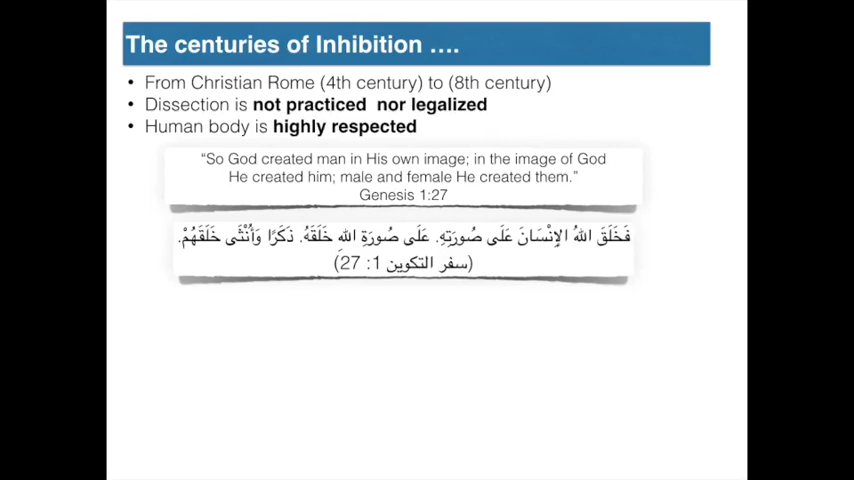 The centuries of Inhibition ....
• From Christian Rome (4th century) to (8th century)
• Dissection is not practiced nor legalized
• Human body is highly respected
“So God created man in His own image; in the image of God
He created him; male and female He created them.”
Genesis 1:27
فَخَلَقَ اللهُ الإِنْسَانَ عَلَى صُورَتِهِ. عَلَى صُورَةِ اللهِ خَلَقَهُ. ذَكَرًا وَأُنْثَى خَلَقَهُمْ.
(سفر التكوين 1: 27)